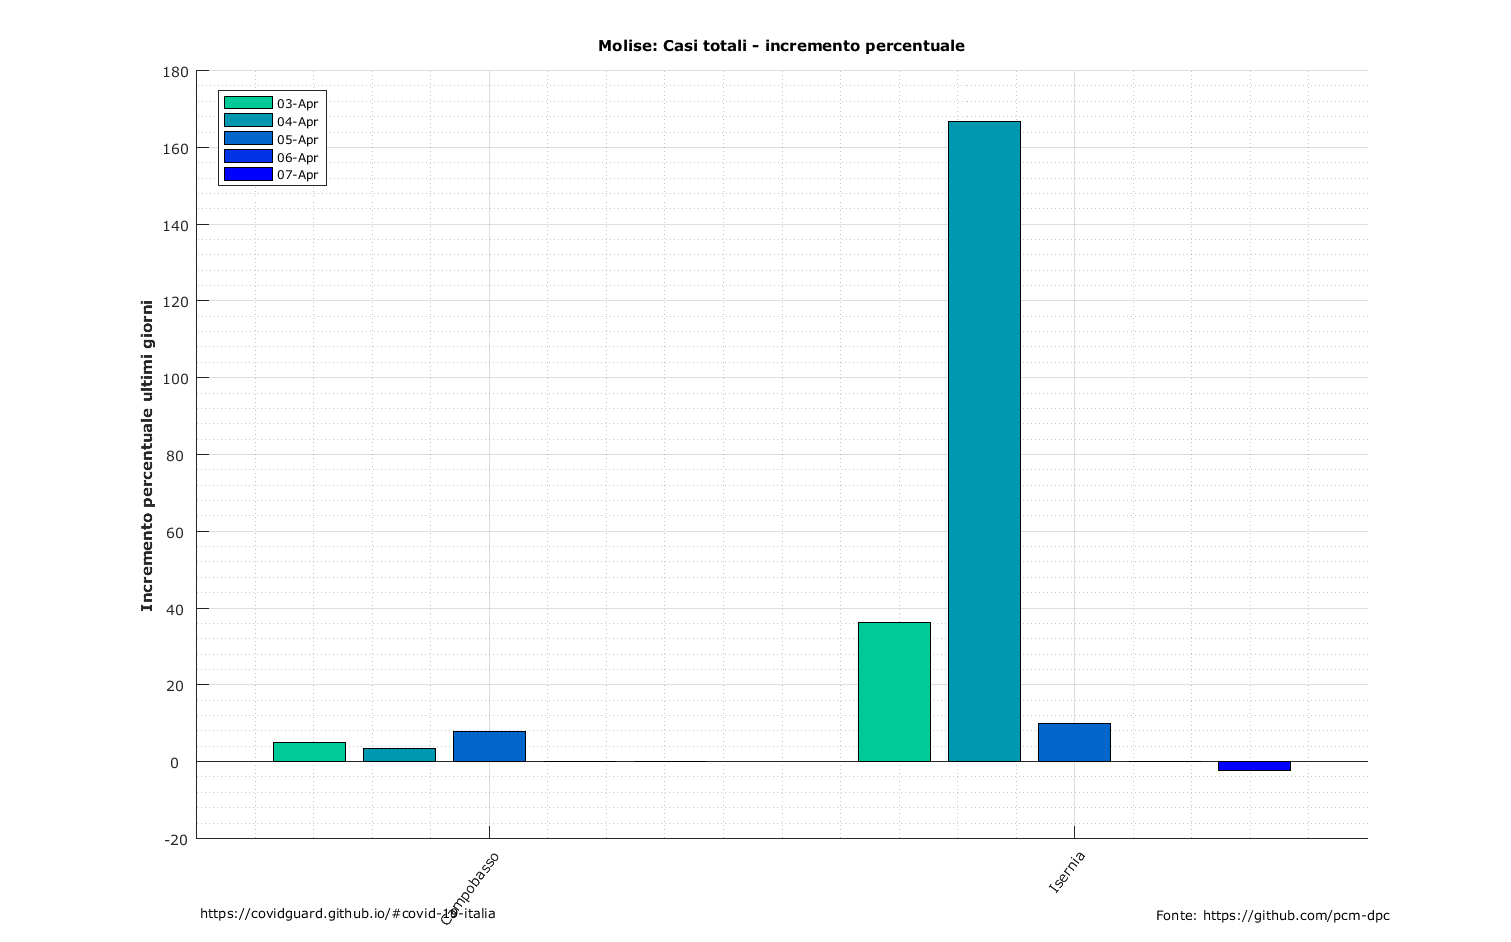 Molise: Casi totali - incremento percentuale
Incremento percentuale ultimi giorni
180
160
140
120
100
80
60
40
20
0
-20
03-Apr
04-Apr
05-Apr
06-Apr
07-Apr
Campobasso
Isernia
https://covidguard.github.io/#covid-19-italia
Fonte: https://github.com/pcm-dpc